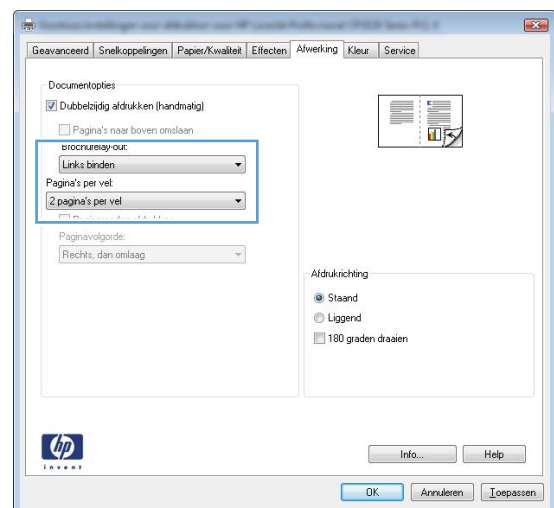 Geavanceerd Snelkoppelingen Papier/Kwaliteit Effecten Afwerking Kleur Service
Documentopties
Dubbelzijdig afdrukken (handmatig)
Pagina's naar boven omslaan
Brochurelay-out:
Links binden
Pagina's per vel:
2 pagina's per vel
Paginavolgorde:
Rechts, dan omlaag
Afdrukrichting
Staand
Liggend
180 graden draaien
hp
invent
Info... Help
OK Annuleren Toepassen